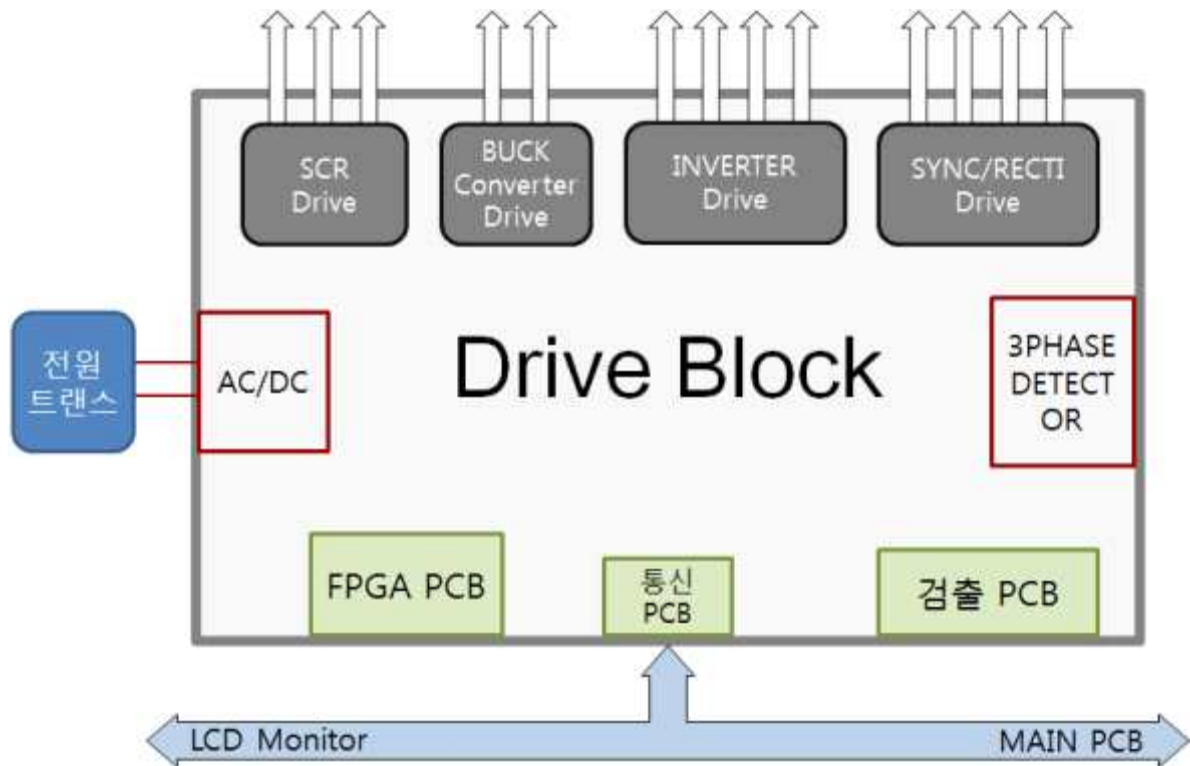 SCR
Drive
BUCK
Converter
Drive
INVERTER
Drive
SYNC/RECTI
Drive
전원
트랜스
AC/DC
Drive Block
3PHASE
DETECT
OR
FPGA PCB
통신
PCB
검출 PCB
LCD Monitor
MAIN PCB